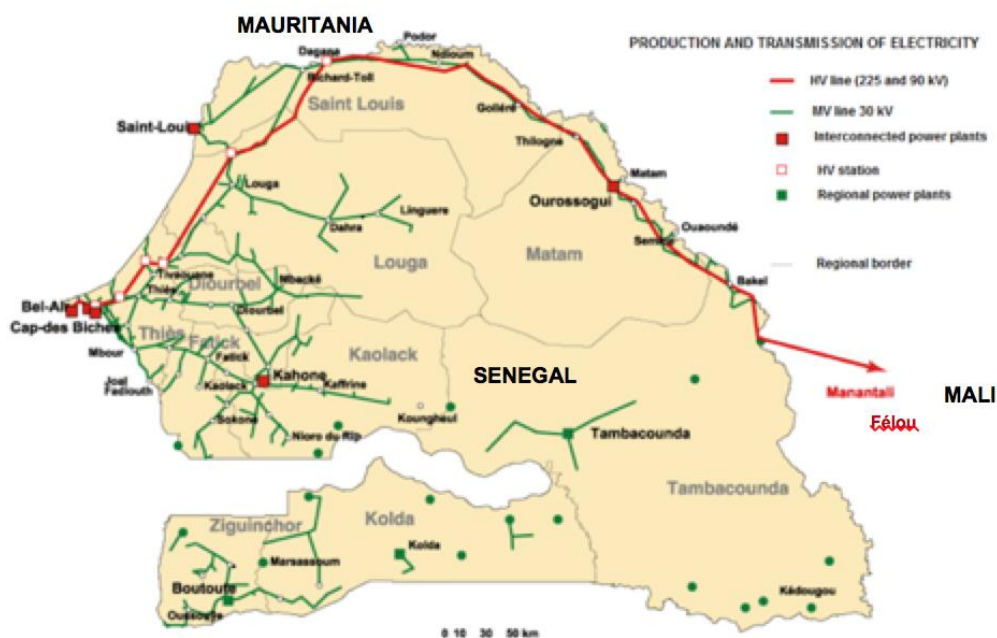 MAURITANIA
PRODUCTION AND TRANSMISSION OF ELECTRICITY
HV line (225 and 90 kV)
MV line 30 kV
Interconnected power plants
HV station
Regional power plants
Regional border
Podor
Dagana
Ndioum
Richard-Toll
Saint Louis
Saint-Louis
Golléré
Thilogne
Matam
Ourossogui
Louga
Linguere
Dahra
Ouaoundé
Semme
Matam
Louga
Tivaouane
Mbacké
Diourbel
Bakel
Thiès
Bel-Air
Diourbel
Cap-des Biches
Thiès
Fatick
Mbour
Fatick
Kaolack
SENEGAL
Joal
Fadiouth
Kaolack
Kahone
Kaffrine
Manantali
MALI
Félou
Koungheul
Sokone
Nioro du Rip
Tambacounda
Tambacounda
Ziguinchor
Kolda
Kolda
Marsassoum
Boutoute
Kédougou
Oussouye
0 10 30 50 km